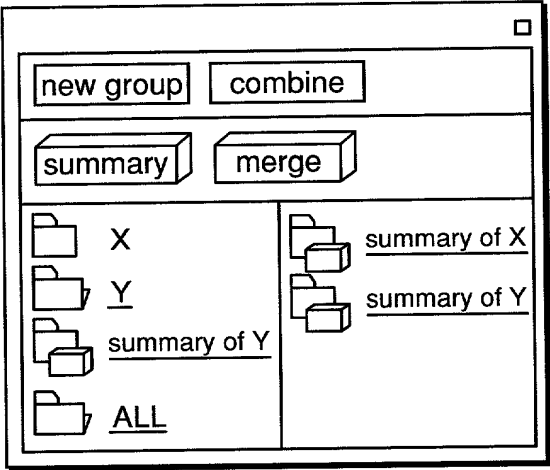 new group combine
summary merge
X
Y
summary of Y
ALL
summary of X
summary of Y